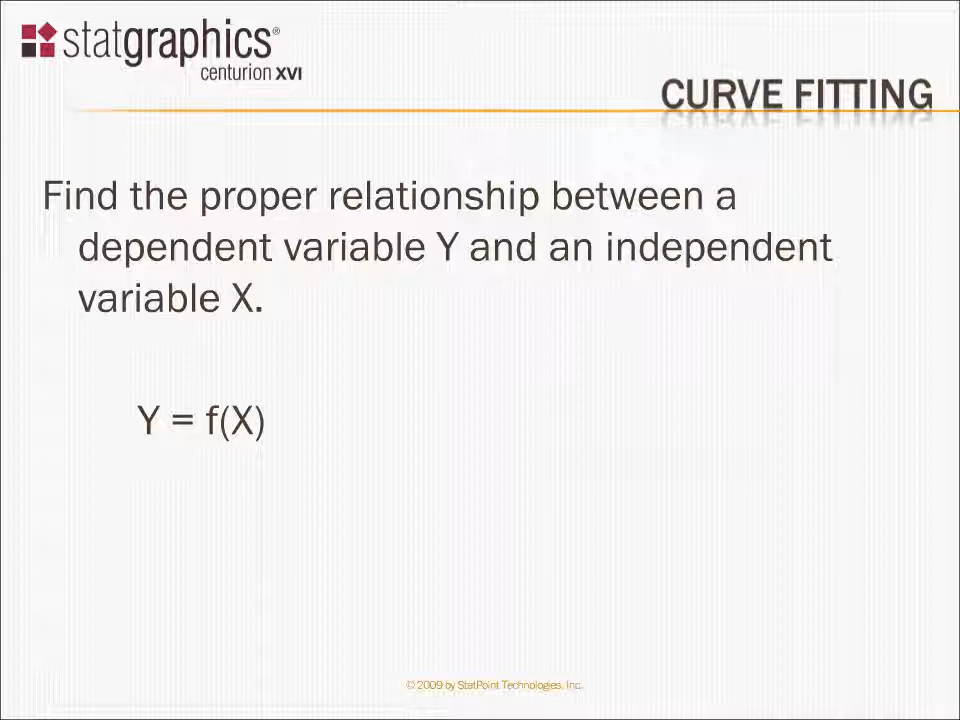 statgraphics®
centurion XVI
CURVE FITTING
Find the proper relationship between a
dependent variable Y and an independent
variable X.
Y = f(X)
© 2009 by StatPoint Technologies, Inc.